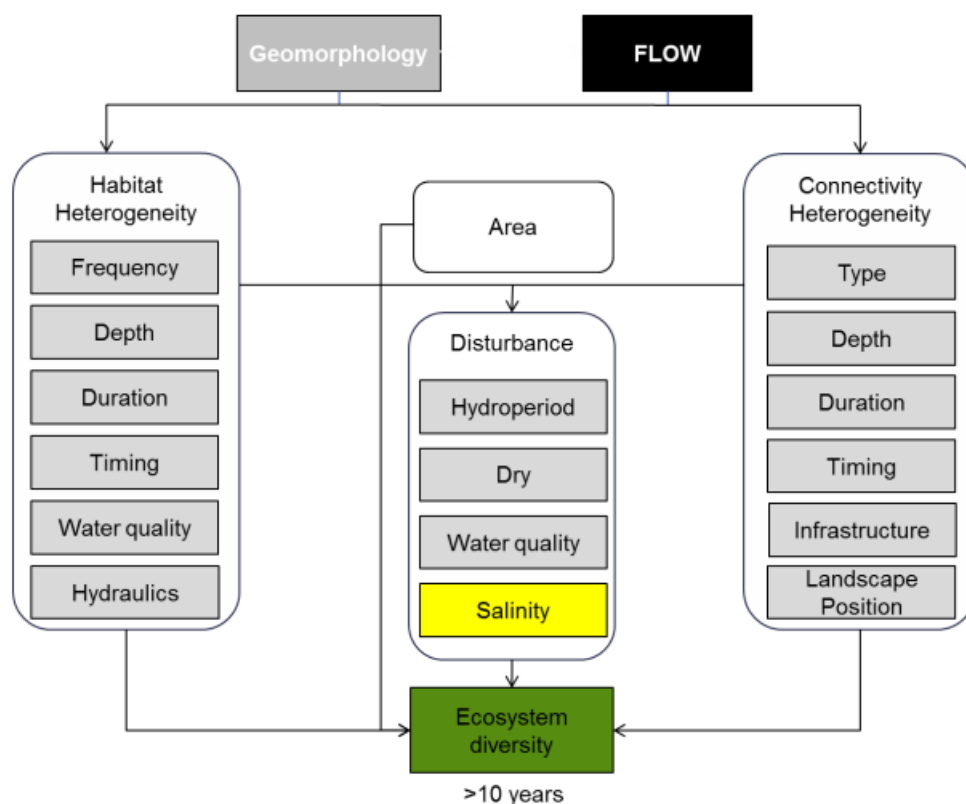 Geomorphology
FLOW
Habitat
Heterogeneity
Frequency
Depth
Duration
Timing
Water quality
Hydraulics
Area
Disturbance
Hydroperiod
Dry
Water quality
Salinity
Connectivity
Heterogeneity
Type
Depth
Duration
Timing
Infrastructure
Landscape
Position
Ecosystem
diversity
>10 years